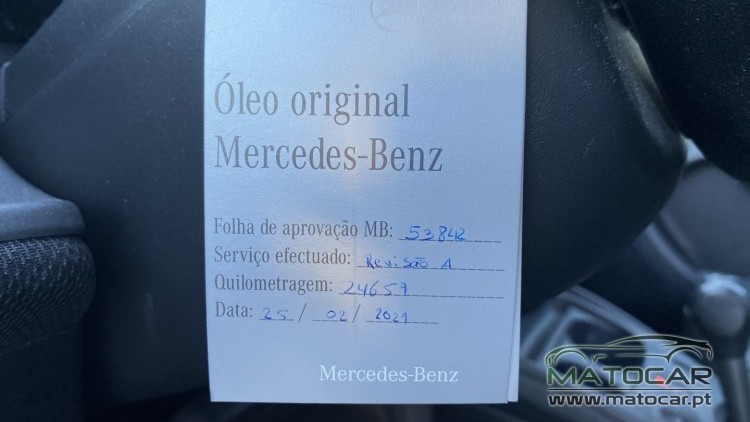 Óleo original
Mercedes-Benz
Folha de aprovação MB:
Serviço efectuado: Revisão A
Quilometragem: 24657
Data: 25/02/2021
Mercedes-Benz
MATOCAR
www.matocar.pt